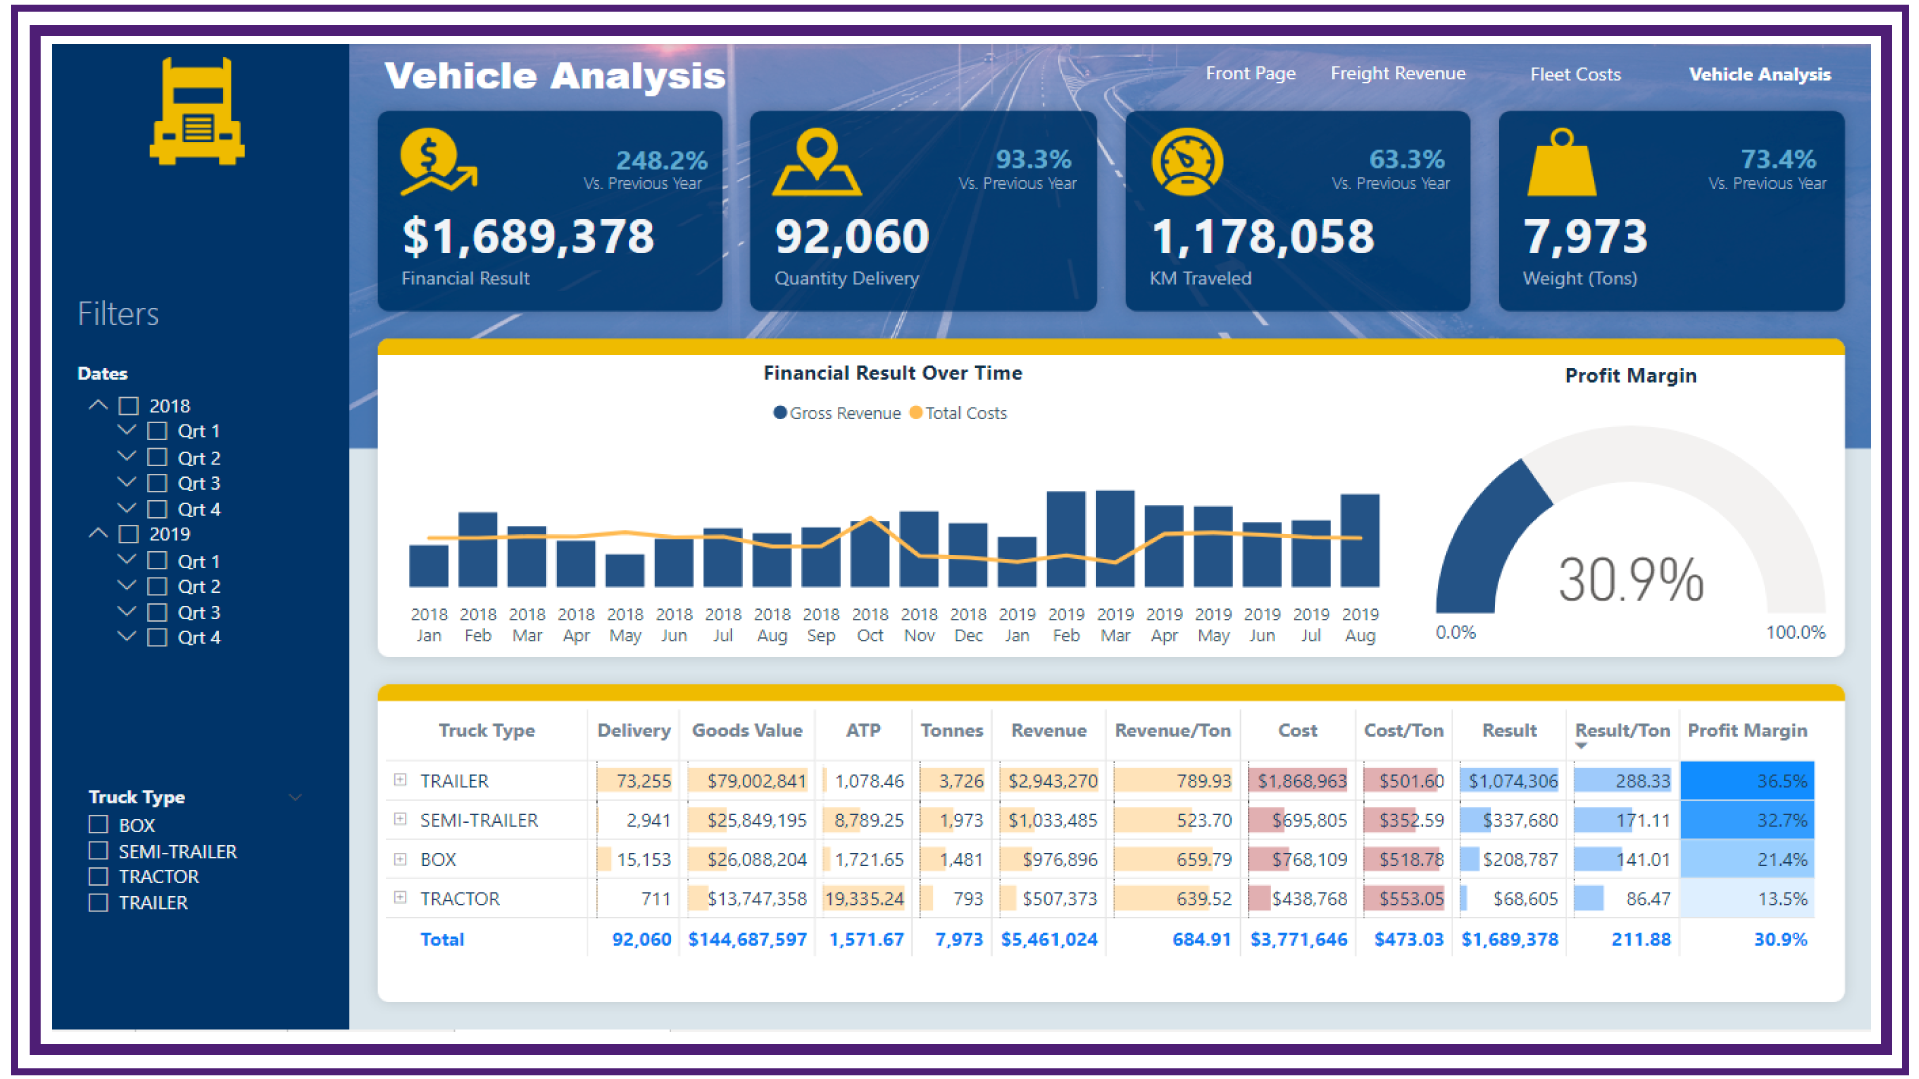 Vehicle Analysis
Front Page Freight Revenue Fleet Costs Vehicle Analysis
248.2%
Vs. Previous Year
$1,689,378
Financial Result
93.3%
Vs. Previous Year
92,060
Quantity Delivery
63.3%
Vs. Previous Year
1,178,058
KM Traveled
73.4%
Vs. Previous Year
7,973
Weight (Tons)
Filters
Dates
2018
Qrt 1
Qrt 2
Qrt 3
Qrt 4
2019
Qrt 1
Qrt 2
Qrt 3
Qrt 4
Truck Type
BOX
SEMI-TRAILER
TRACTOR
TRAILER
Financial Result Over Time
Gross Revenue Total Costs
2018 2018 2018 2018 2018 2018 2018 2018 2018 2018 2018 2018 2019 2019 2019 2019 2019 2019 2019 2019
Jan Feb Mar Apr May Jun Jul Aug Sep Oct Nov Dec Jan Feb Mar Apr May Jun Jul Aug
Profit Margin
30.9%
0.0% 100.0%
Truck Type Delivery Goods Value ATP Tonnes Revenue Revenue/Ton Cost Cost/Ton Result Result/Ton Profit Margin
TRAILER 73,255 $79,002,841 1,078.46 3,726 $2,943,270 789.93 $1,868,963 $501.60 $1,074,306 288.33 36.5%
SEMI-TRAILER 2,941 $25,849,195 8,789.25 1,973 $1,033,485 523.70 $695,805 $352.59 $337,680 171.11 32.7%
BOX 15,153 $26,088,204 1,721.65 1,481 $976,896 659.79 $768,109 $518.78 $208,787 141.01 21.4%
TRACTOR 711 $13,747,358 19,335.24 793 $507,373 639.52 $438,768 $553.05 $68,605 86.47 13.5%
Total 92,060 $144,687,597 1,571.67 7,973 $5,461,024 684.91 $3,771,646 $473.03 $1,689,378 211.88 30.9%